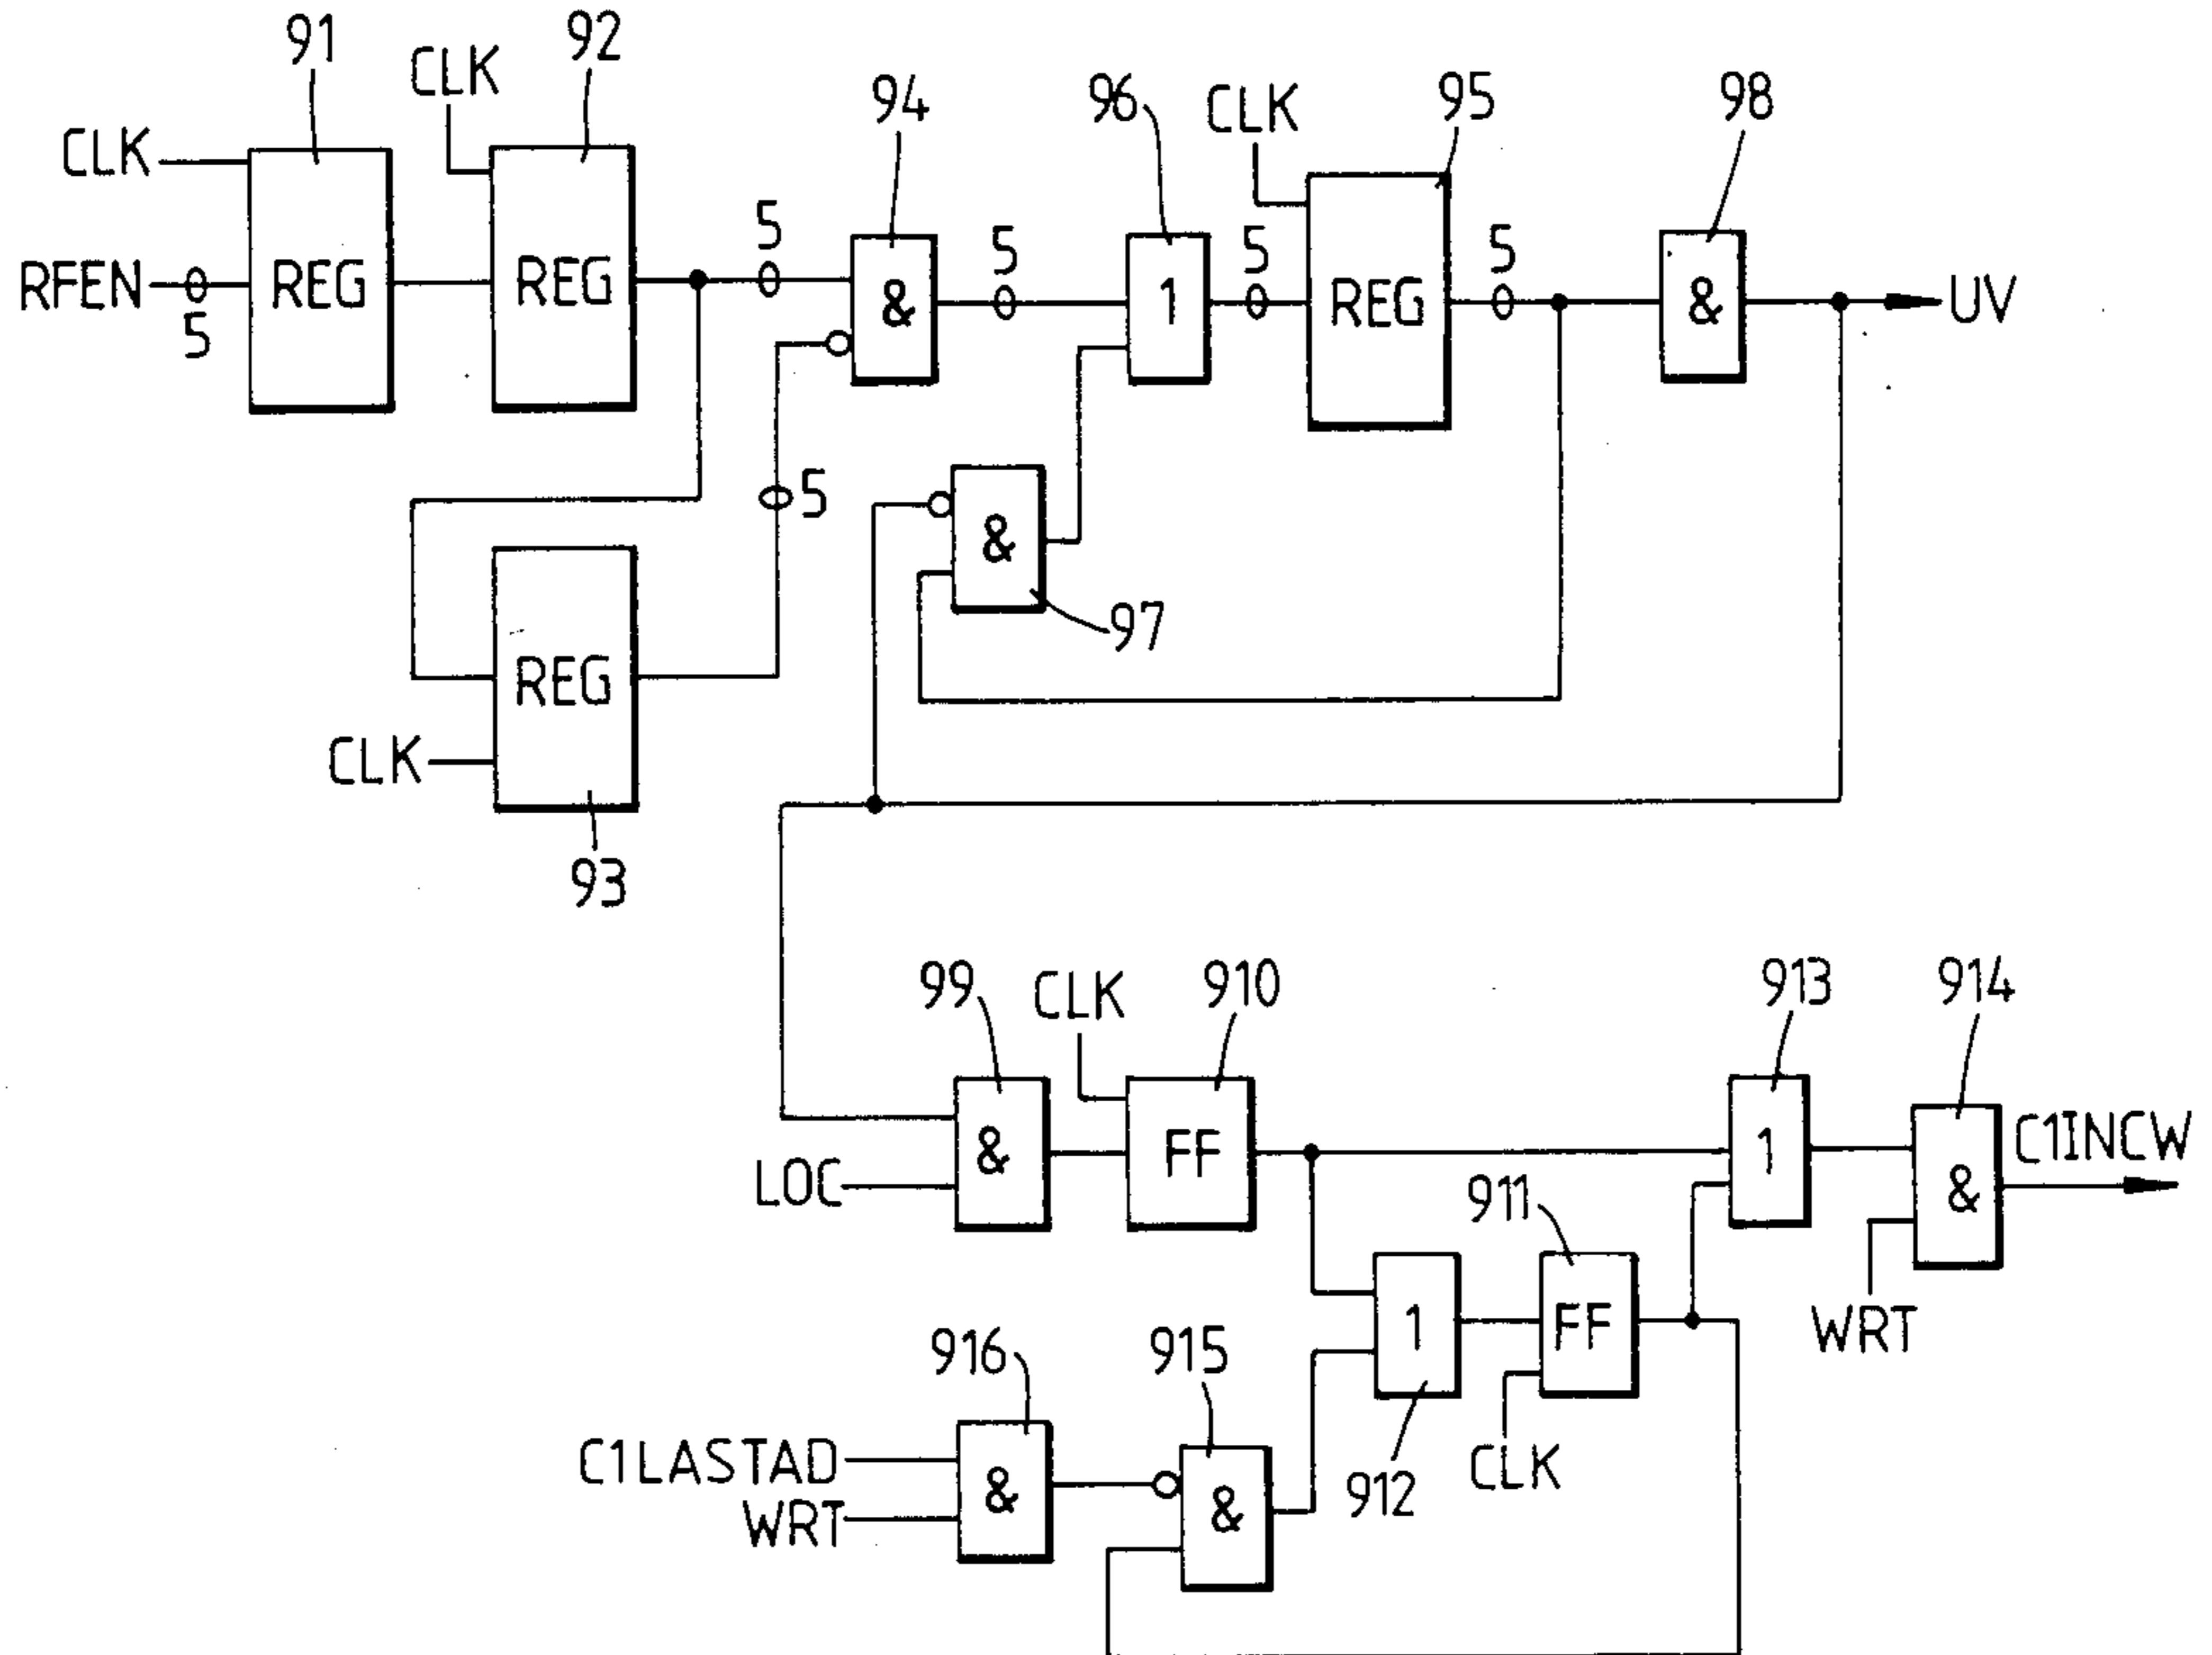 91
92
CLK
94
96
CLK
95
98
CLK
RFEN
5
REG
REG
5
&
5
1
5
REG
5
&
UV
5
&
97
REG
CLK
93
99
CLK
910
913
914
&
LOC
FF
1
&
C1INCW
911
WRT
916
915
1
FF
C1LASTAD
WRT
&
&
912
CLK